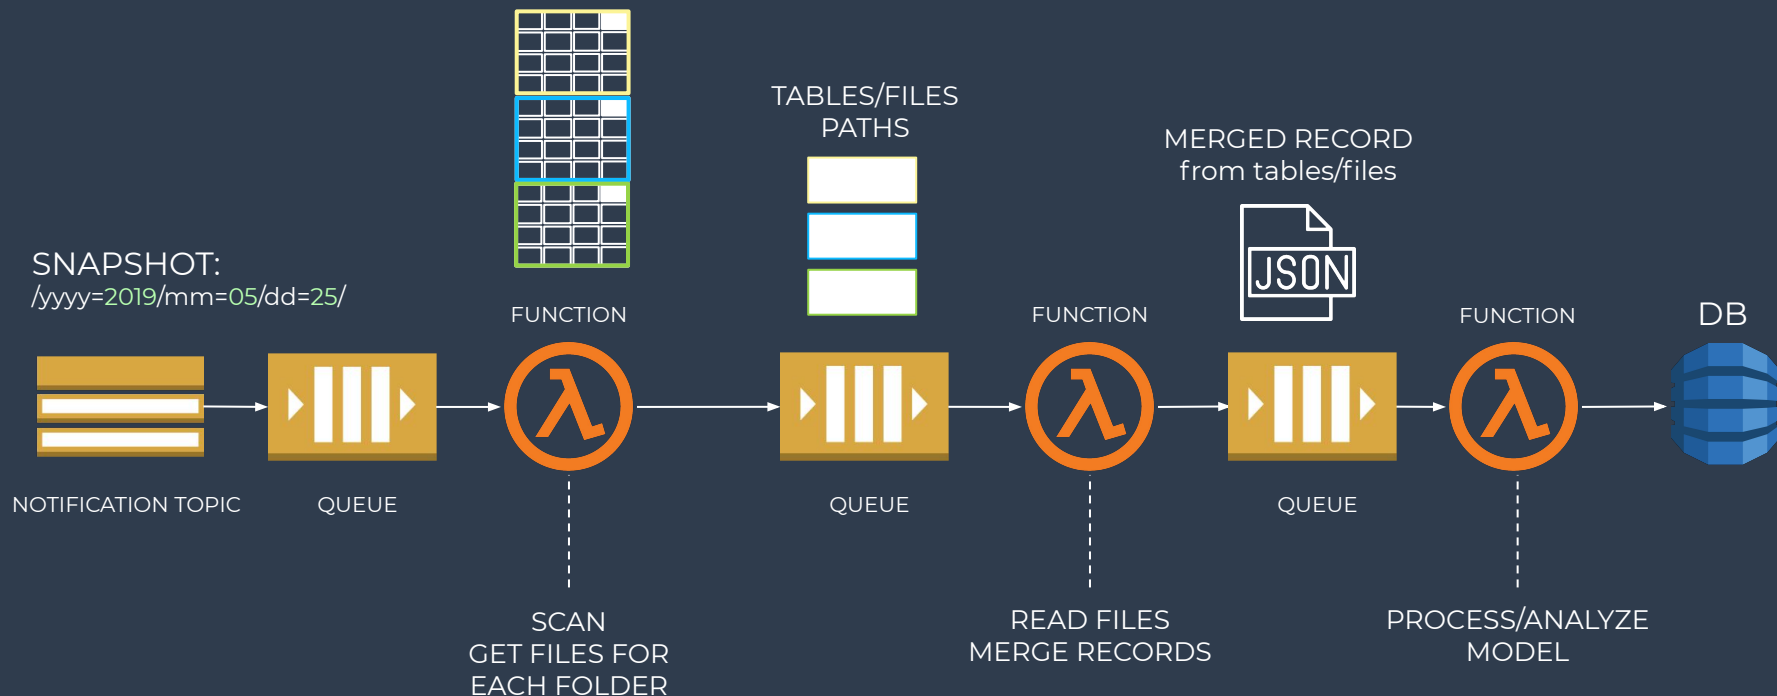 TABLES/FILES
PATHS
MERGED RECORD
from tables/files
JSON
SNAPSHOT:
/yyyy=2019/mm=05/dd=25/
FUNCTION
FUNCTION
FUNCTION
DB
λ
λ
λ
NOTIFICATION TOPIC
QUEUE
QUEUE
QUEUE
SCAN
GET FILES FOR
EACH FOLDER
READ FILES
MERGE RECORDS
PROCESS/ANALYZE
MODEL